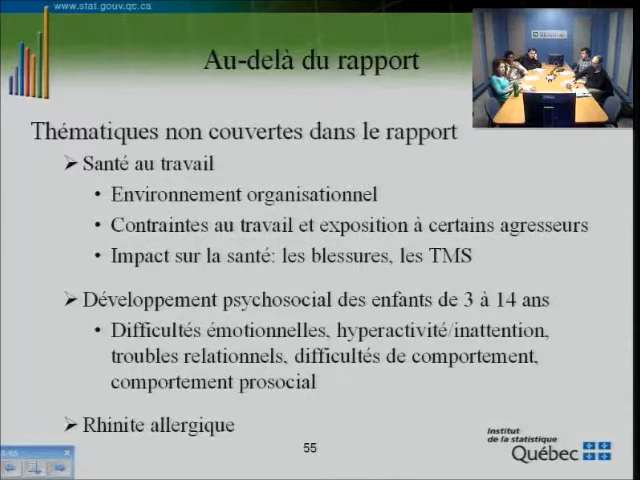 www.stat.gouv.qc.ca
Au-delà du rapport
Thématiques non couvertes dans le rapport
➢ Santé au travail
• Environnement organisationnel
• Contraintes au travail et exposition à certains agresseurs
• Impact sur la santé: les blessures, les TMS
➢ Développement psychosocial des enfants de 3 à 14 ans
• Difficultés émotionnelles, hyperactivité/inattention,
troubles relationnels, difficultés de comportement,
comportement prosocial
➢ Rhinite allergique
55
Institut
de la statistique
Québec